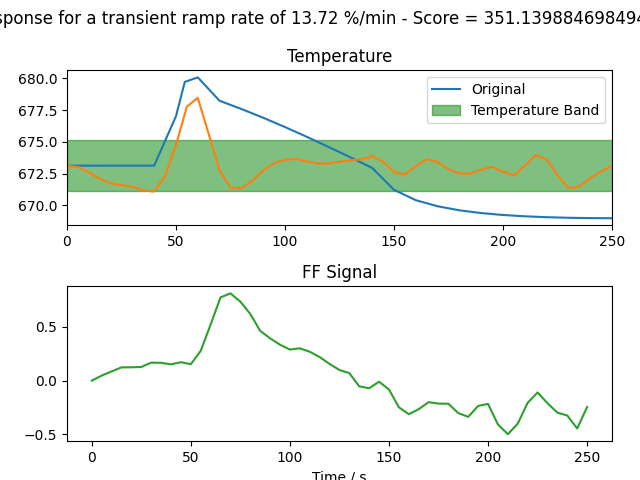 sponse for a transient ramp rate of 13.72 %/min - Score = 351.139884698494
Temperature
680.0
677.5
675.0
672.5
670.0
Original
Temperature Band
0 50 100 150 200 250
FF Signal
0.5
0.0
−0.5
0 50 100 150 200 250
Time / s